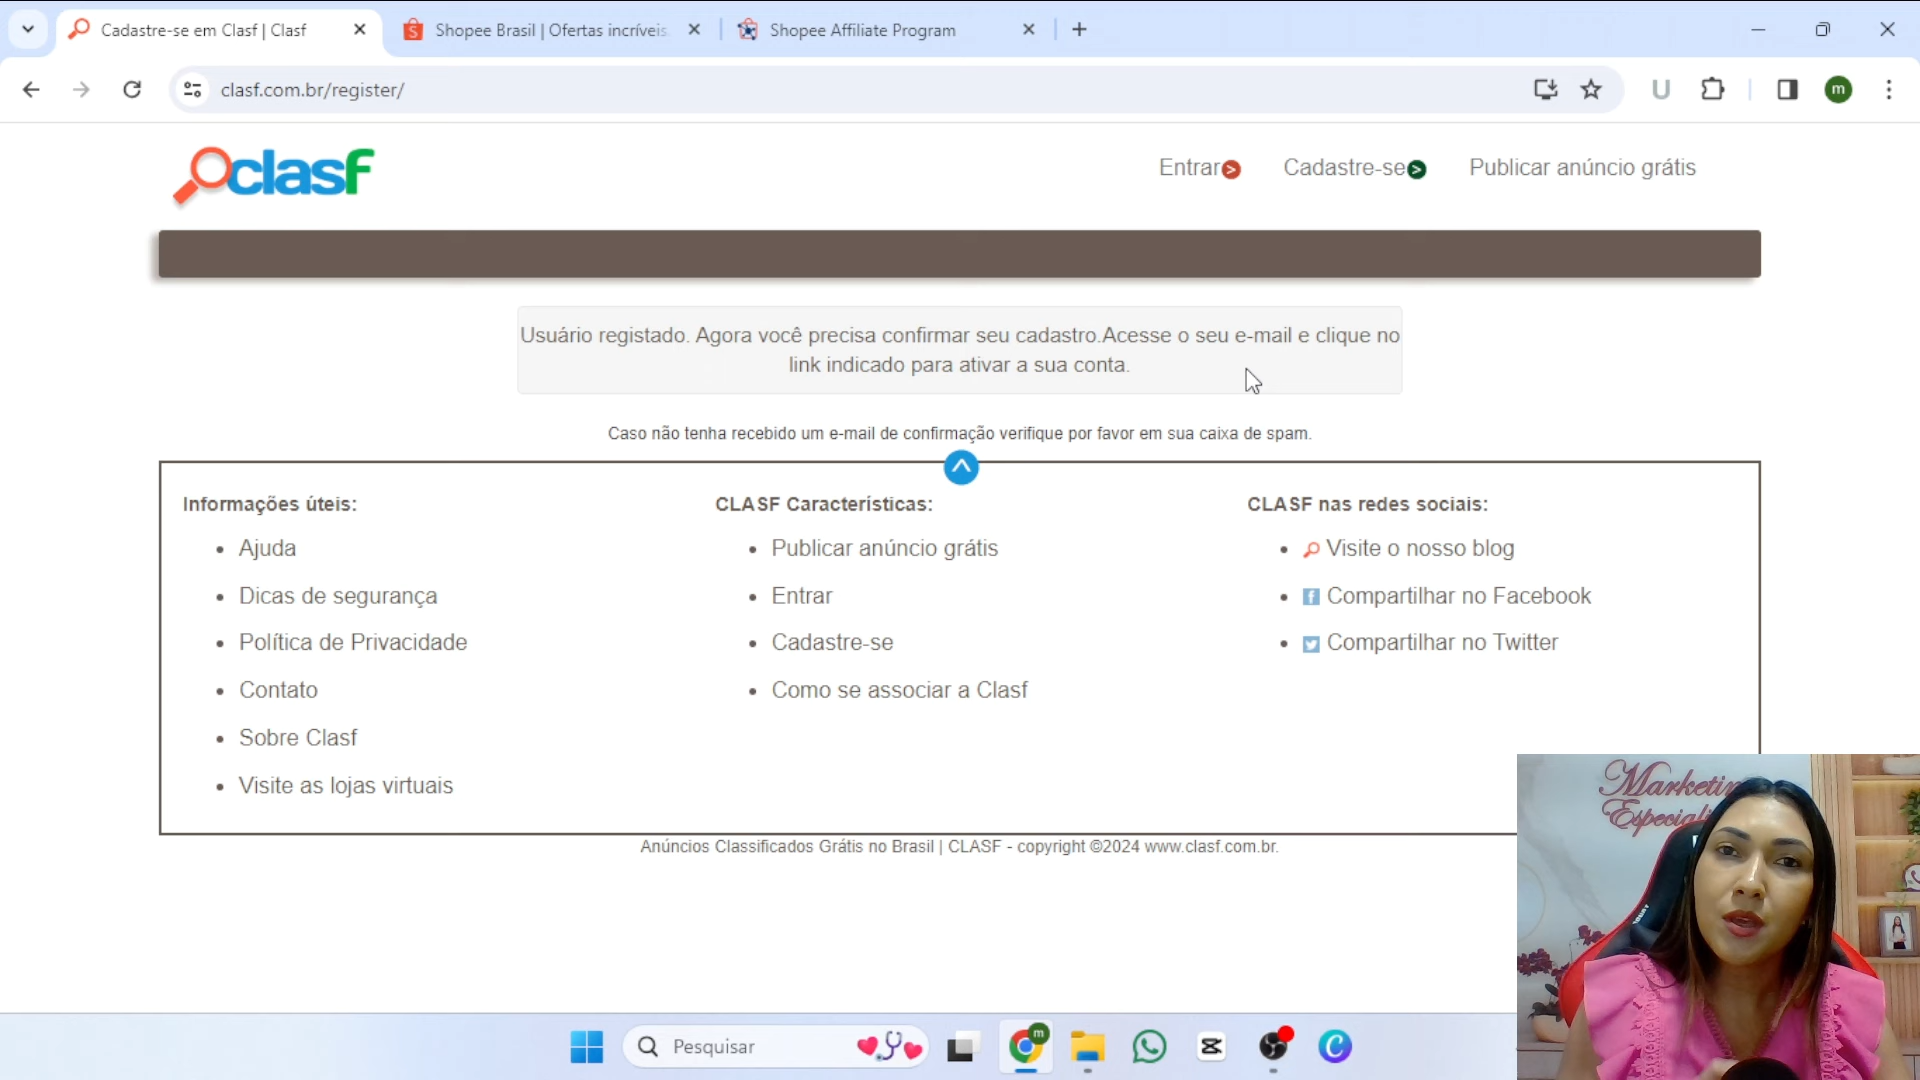 Cadastre-se em Clasf | Clasf
Shopee Brasil | Ofertas incríveis.
Shopee Affiliate Program
clasf.com.br/register/
U
m
clasf
Entrar
Cadastre-se
Publicar anúncio grátis
Usuário registado. Agora você precisa confirmar seu cadastro.Acesse o seu e-mail e clique no
link indicado para ativar a sua conta.
Caso não tenha recebido um e-mail de confirmação verifique por favor em sua caixa de spam.
Informações úteis:
Ajuda
Dicas de segurança
Política de Privacidade
Contato
Sobre Clasf
Visite as lojas virtuais
CLASF Características:
Publicar anúncio grátis
Entrar
Cadastre-se
Como se associar a Clasf
CLASF nas redes sociais:
Visite o nosso blog
Compartilhar no Facebook
Compartilhar no Twitter
Anúncios Classificados Grátis no Brasil | CLASF - copyright ©2024 www.clasf.com.br.
Pesquisar
m